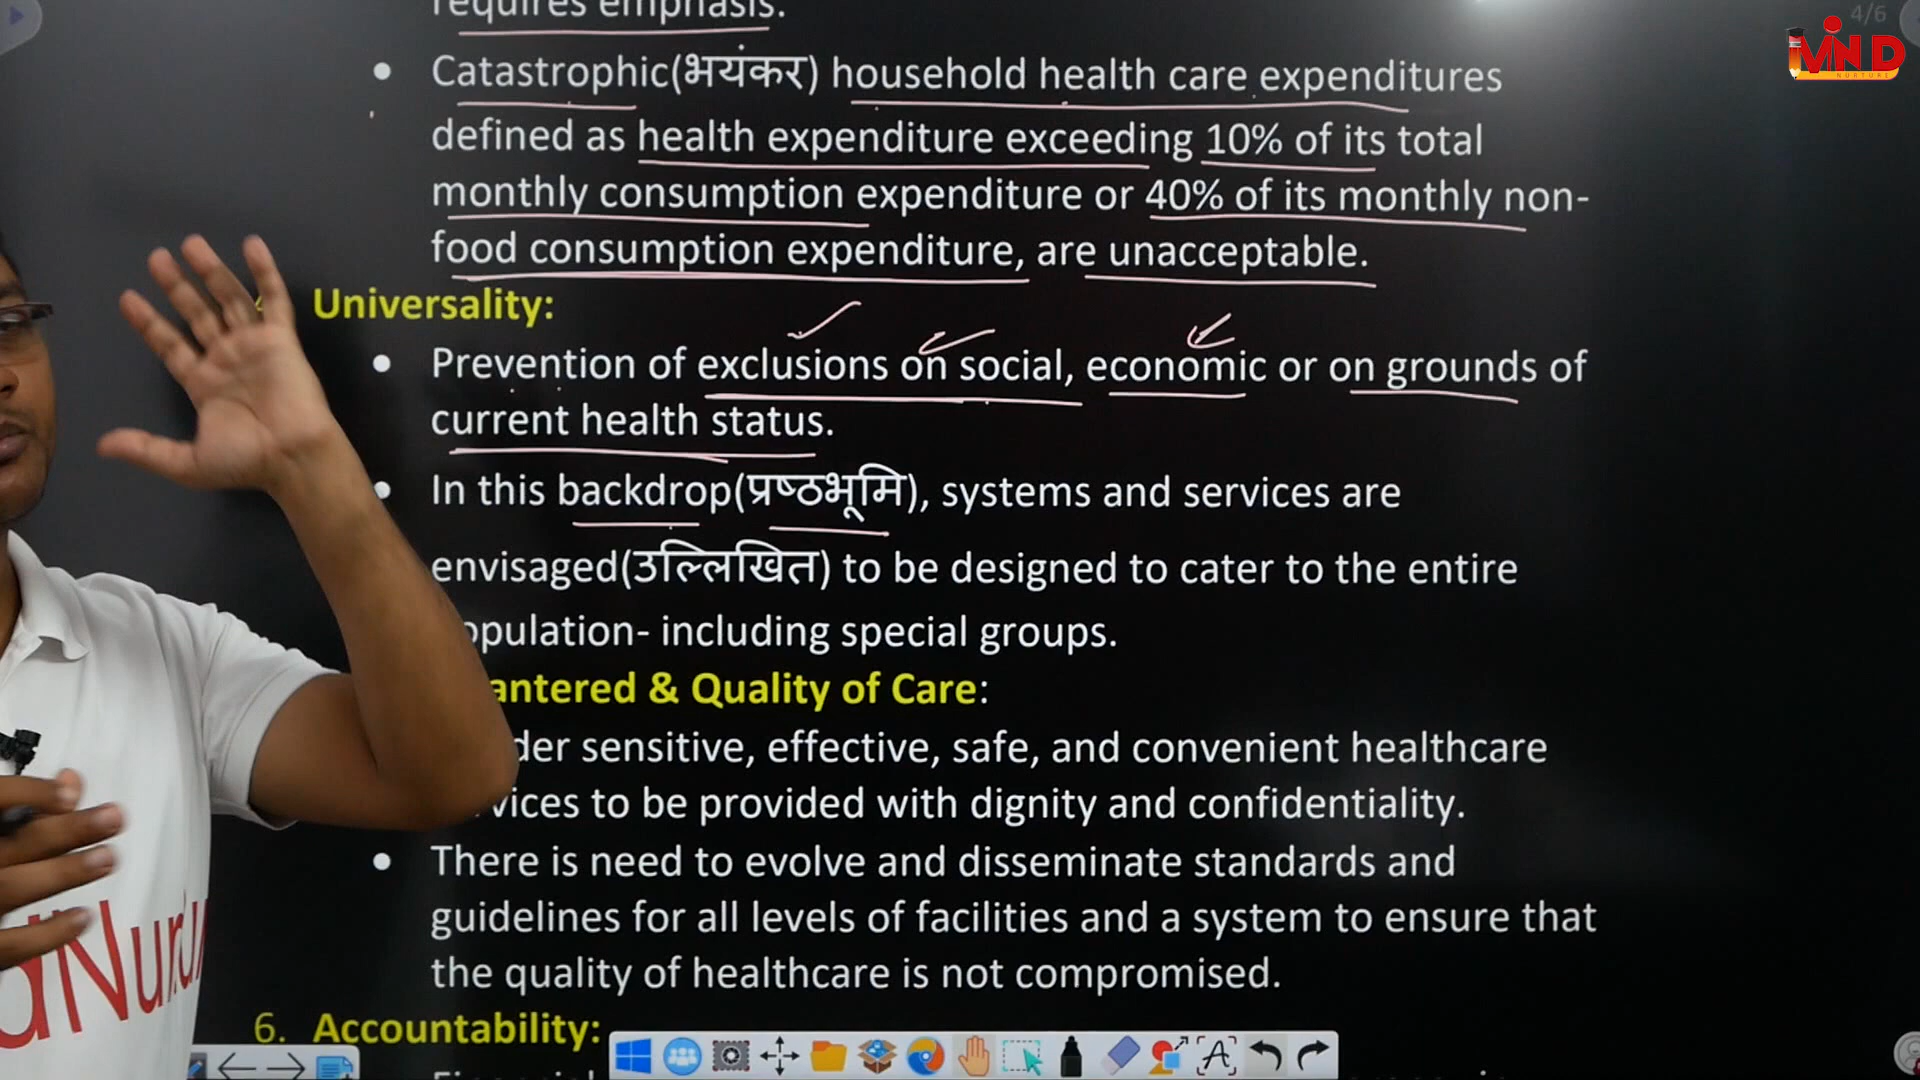 requires emphasis.
4/6
MIND
NURTURE
• Catastrophic(भयंकर) household health care expenditures
defined as health expenditure exceeding 10% of its total
monthly consumption expenditure or 40% of its monthly non-
food consumption expenditure, are unacceptable.
Universality:
• Prevention of exclusions on social, economic or on grounds of
current health status.
• In this backdrop(प्रष्ठभूमि), systems and services are
envisaged(उल्लिखित) to be designed to cater to the entire
opulation- including special groups.
antered & Quality of Care:
der sensitive, effective, safe, and convenient healthcare
vices to be provided with dignity and confidentiality.
• There is need to evolve and disseminate standards and
guidelines for all levels of facilities and a system to ensure that
the quality of healthcare is not compromised.
6. Accountability: